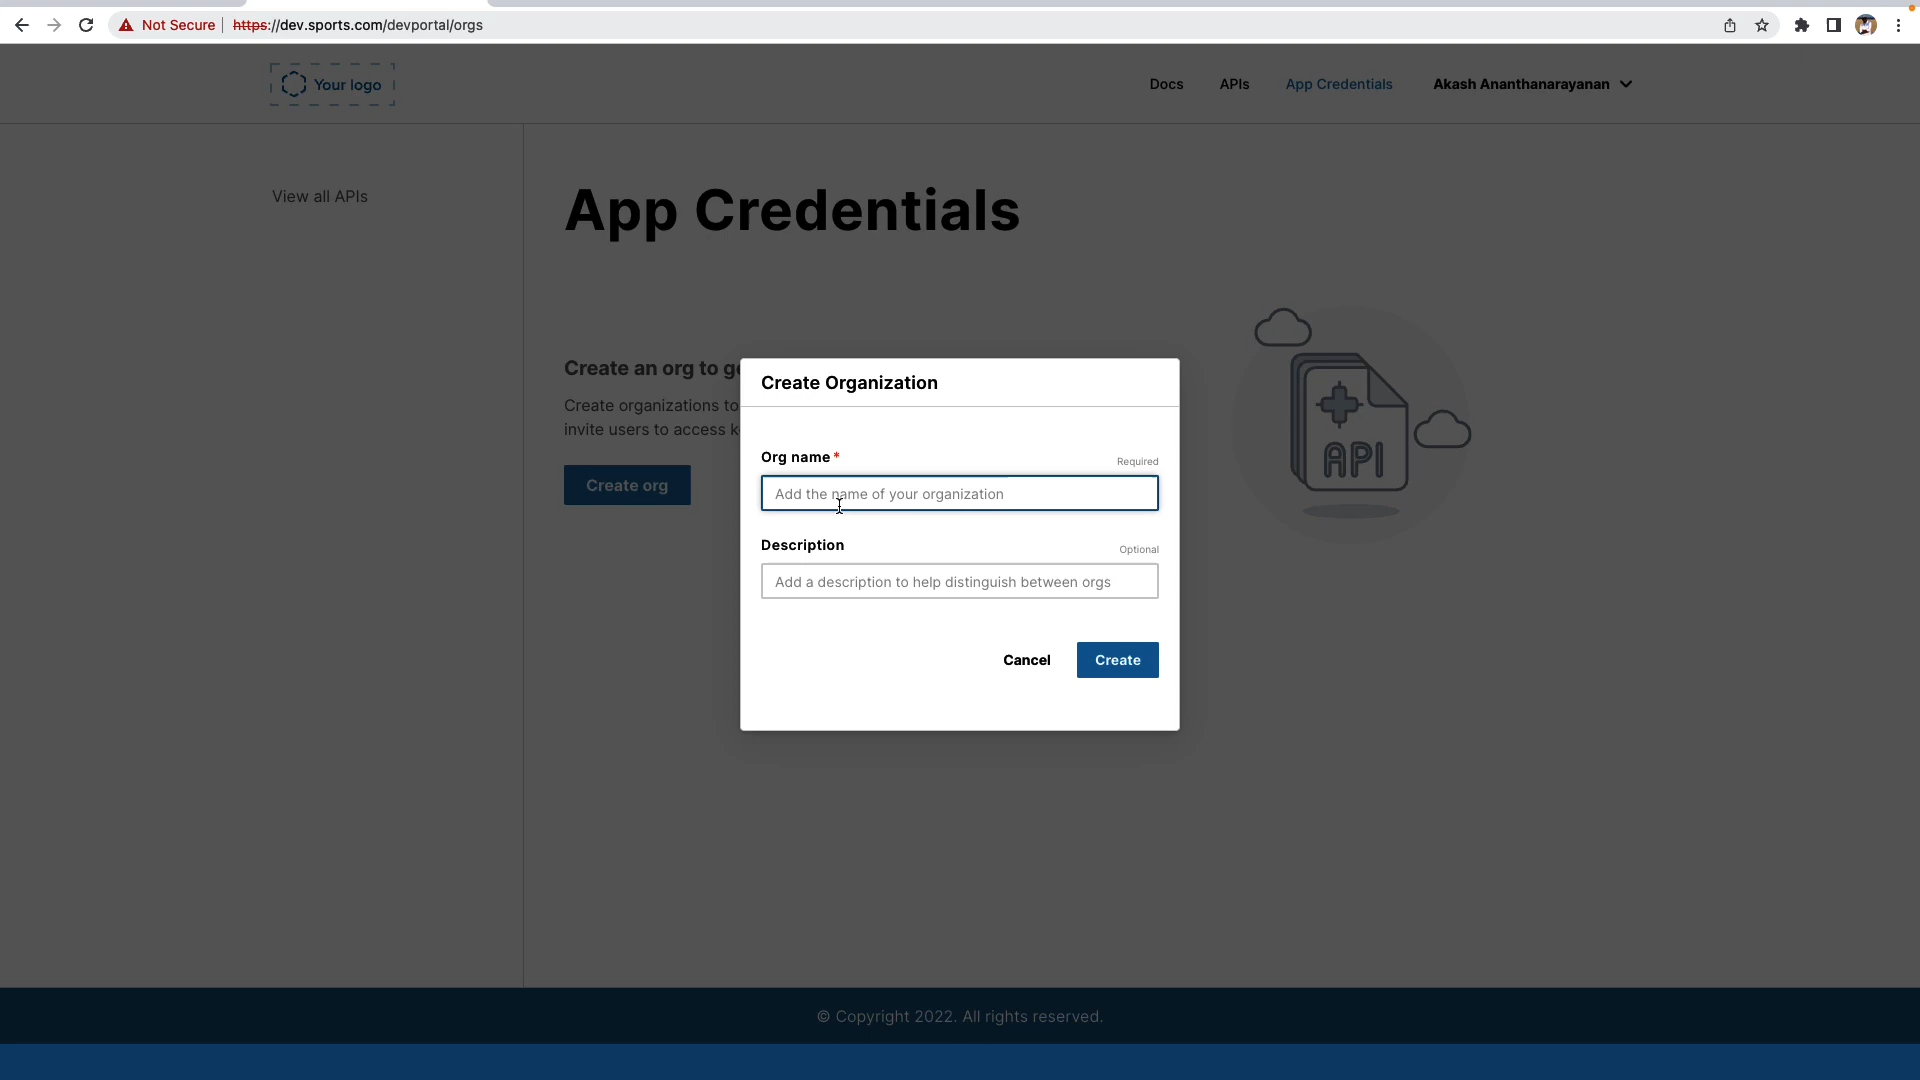 Not Secure
https://dev.sports.com/devportal/orgs
Your logo
Docs
APIs
App Credentials
Akash Ananthanarayanan
View all APIs
App Credentials
Create an org to
Create organizations to
invite users to access
Create org
API
Create Organization
Org name *
Required
Add the name of your organization
Description
Optional
Add a description to help distinguish between orgs
Cancel
Create
© Copyright 2022. All rights reserved.